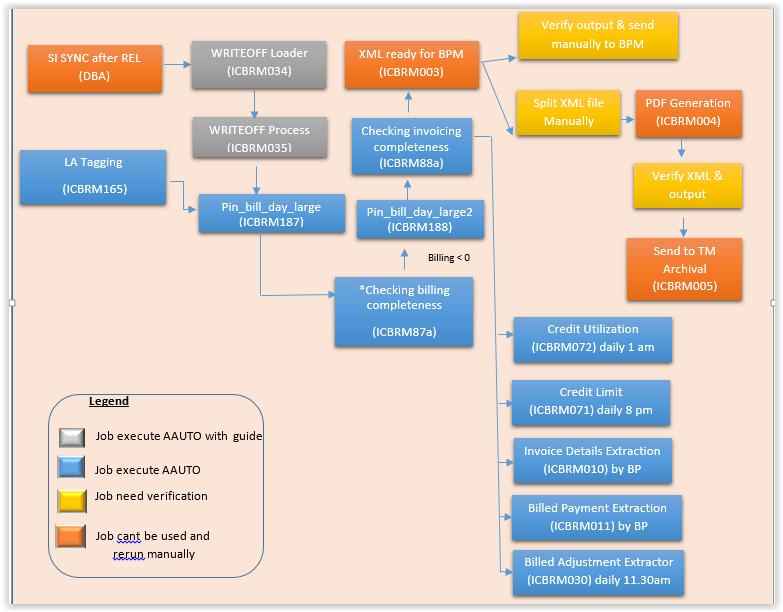 SI SYNC after REL
(DBA)
WRITEOFF Loader
(ICBRM034)
XML ready for BPM
(ICBRM003)
Verify output & send
manually to BPM
Split XML file
Manually
PDF Generation
(ICBRM004)
WRITEOFF Process
(ICBRM035)
Checking invoicing
completeness
(ICBRM88a)
LA Tagging
(ICBRM165)
Verify XML &
output
Pin_bill_day_large
(ICBRM187)
Pin_bill_day_large2
(ICBRM188)
Send to TM
Archival
(ICBRM005)
Billing < 0
*Checking billing
completeness
(ICBRM87a)
Credit Utilization
(ICBRM072) daily 1 am
Credit Limit
(ICBRM071) daily 8 pm
Invoice Details Extraction
(ICBRM010) by BP
Billed Payment Extraction
(ICBRM011) by BP
Billed Adjustment Extractor
(ICBRM030) daily 11.30am
Legend
Job execute AAUTO with guide
Job execute AAUTO
Job need verification
Job cant be used and
rerun manually